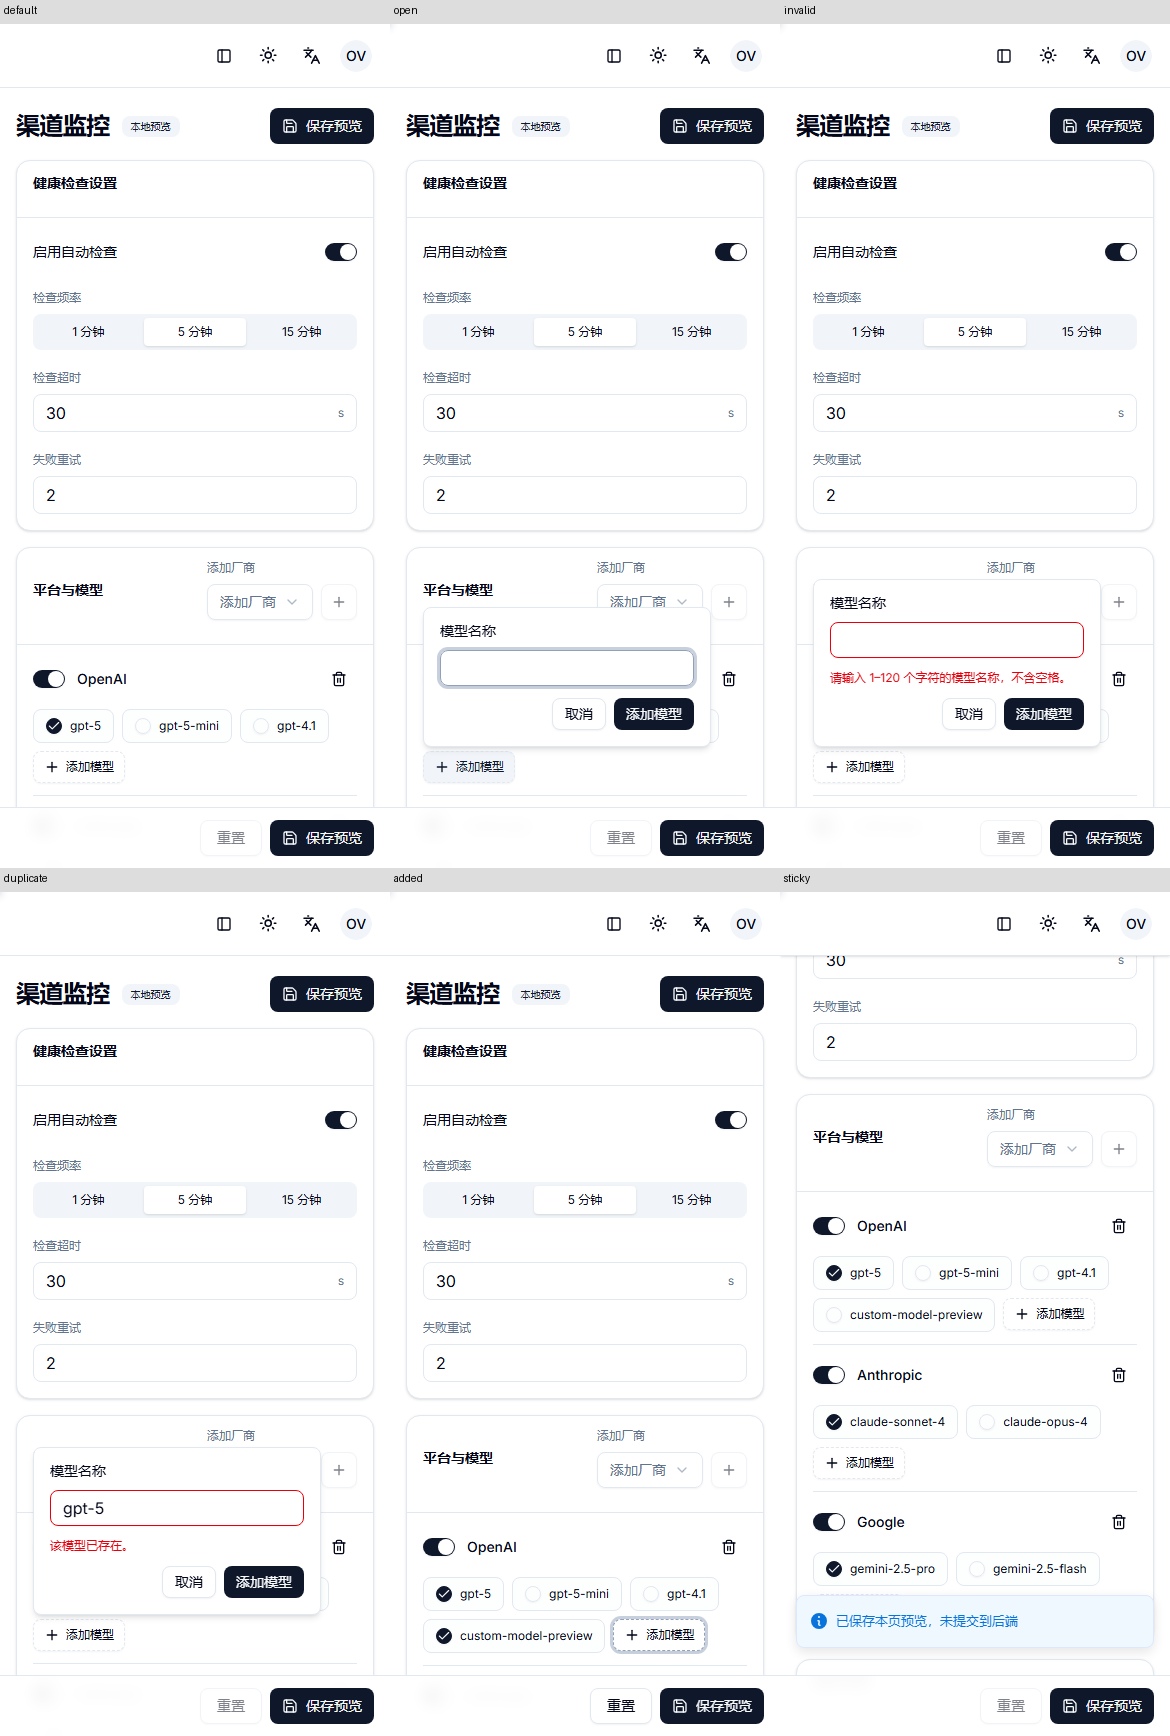 default
OV
渠道监控 本地预览 保存预览
健康检查设置
启用自动检查
检查频率
1 分钟 5 分钟 15 分钟
检查超时
30 s
失败重试
2
添加厂商
平台与模型 添加厂商
OpenAI
gpt-5 gpt-5-mini gpt-4.1
添加模型
重置 保存预览
open
OV
渠道监控 本地预览 保存预览
健康检查设置
启用自动检查
检查频率
1 分钟 5 分钟 15 分钟
检查超时
30 s
失败重试
2
添加厂商
平台与模型 添加厂商
模型名称
取消 添加模型
添加模型
重置 保存预览
invalid
OV
渠道监控 本地预览 保存预览
健康检查设置
启用自动检查
检查频率
1 分钟 5 分钟 15 分钟
检查超时
30 s
失败重试
2
添加厂商
模型名称
请输入 1–120 个字符的模型名称，不含空格。
取消 添加模型
添加模型
重置 保存预览
duplicate
OV
渠道监控 本地预览 保存预览
健康检查设置
启用自动检查
检查频率
1 分钟 5 分钟 15 分钟
检查超时
30 s
失败重试
2
添加厂商
模型名称
gpt-5
该模型已存在。
取消 添加模型
添加模型
重置 保存预览
added
OV
渠道监控 本地预览 保存预览
健康检查设置
启用自动检查
检查频率
1 分钟 5 分钟 15 分钟
检查超时
30 s
失败重试
2
添加厂商
平台与模型 添加厂商
OpenAI
gpt-5 gpt-5-mini gpt-4.1
custom-model-preview 添加模型
重置 保存预览
sticky
OV
30 s
失败重试
2
添加厂商
平台与模型 添加厂商
OpenAI
gpt-5 gpt-5-mini gpt-4.1
custom-model-preview 添加模型
Anthropic
claude-sonnet-4 claude-opus-4
添加模型
Google
gemini-2.5-pro gemini-2.5-flash
已保存本页预览，未提交到后端
重置 保存预览